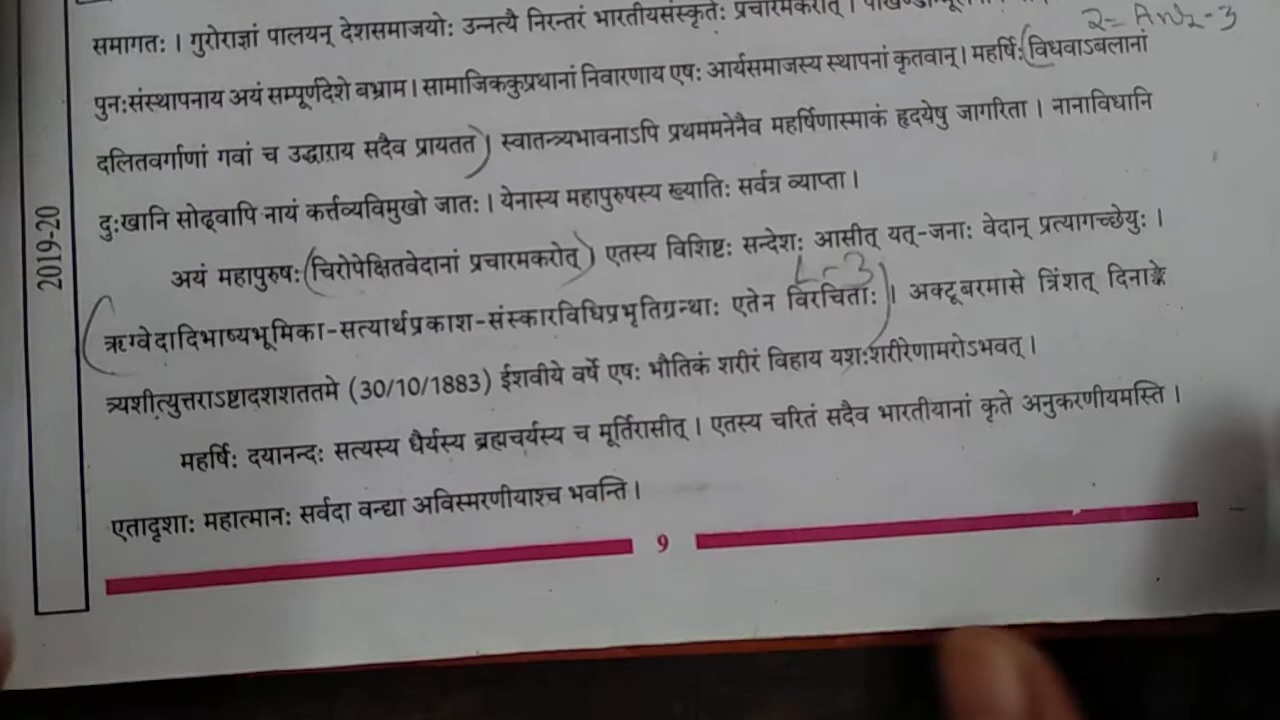 समागतः । गुरोराज्ञां पालयन् देशसमाजयोः उन्नत्यै निरन्तरं भारतीयसंस्कृतेः प्रचारमकरोत् ।
2= Ans-3
पुनःसंस्थापनाय अयं सम्पूर्णदेशे बभ्राम । सामाजिककुप्रथानां निवारणाय एषः आर्यसमाजस्य स्थापनां कृतवान् । महर्षिः (विधवाऽबलानां
दलितवर्गाणां गवां च उद्धाराय सदैव प्रायतत) । स्वातन्त्र्यभावनाऽपि प्रथममनेनैव महर्षिणास्माकं हृदयेषु जागरिता । नानाविधानि
दुःखानि सोढ्वापि नायं कर्त्तव्यविमुखो जातः । येनास्य महापुरुषस्य ख्यातिः सर्वत्र व्याप्ता ।
अयं महापुरुषः (चिरोपेक्षितवेदानां प्रचारमकरोत्) एतस्य विशिष्टः सन्देशः आसीत् यत्-जनाः वेदान् प्रत्यागच्छेयुः ।
L-3
(ऋग्वेदादिभाष्यभूमिका-सत्यार्थप्रकाश-संस्कारविधिप्रभृतिग्रन्थाः एतेन विरचिताः) । अक्टूबरमासे त्रिंशत् दिनाङ्के
त्र्यशीत्युत्तराऽष्टादशशततमे (30/10/1883) ईशवीये वर्षे एषः भौतिकं शरीरं विहाय यशःशरीरेणामरोऽभवत् ।
महर्षिः दयानन्दः सत्यस्य धैर्यस्य ब्रह्मचर्यस्य च मूर्तिरासीत् । एतस्य चरितं सदैव भारतीयानां कृते अनुकरणीयमस्ति ।
एतादृशाः महात्मानः सर्वदा वन्द्या अविस्मरणीयाश्च भवन्ति ।
9
2019-20